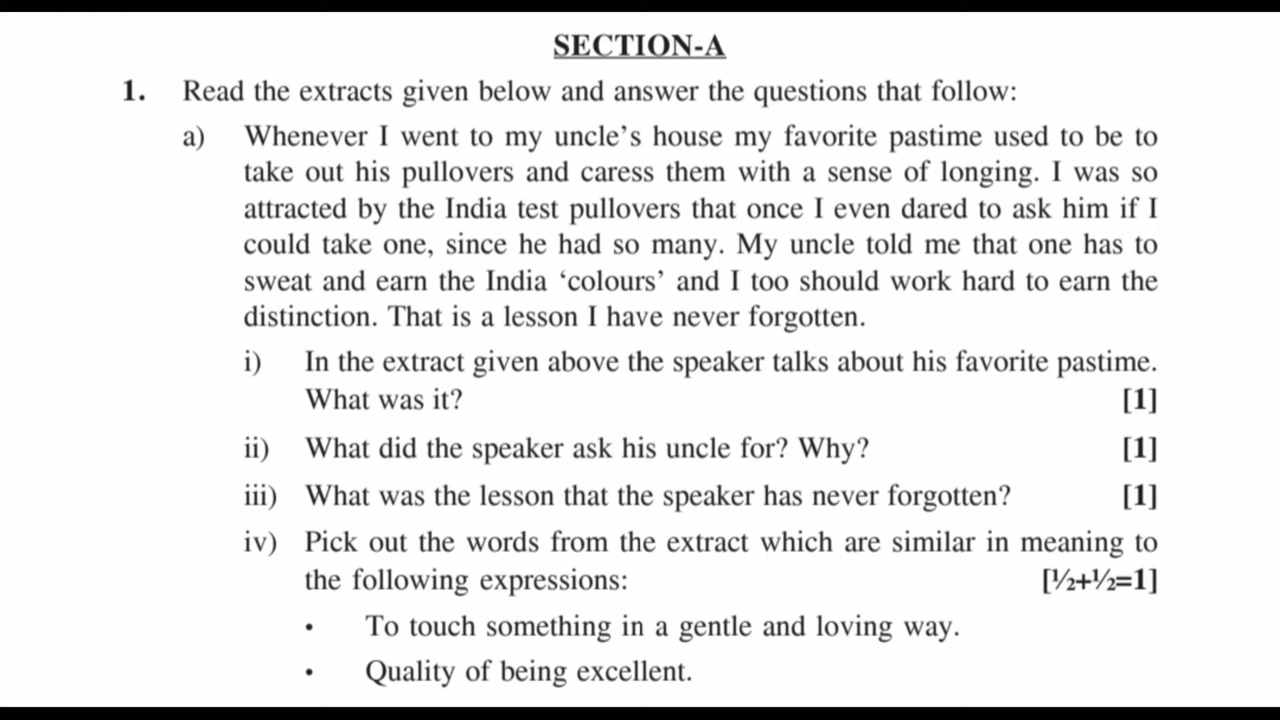 SECTION-A
1. Read the extracts given below and answer the questions that follow:
a) Whenever I went to my uncle's house my favorite pastime used to be to
take out his pullovers and caress them with a sense of longing. I was so
attracted by the India test pullovers that once I even dared to ask him if I
could take one, since he had so many. My uncle told me that one has to
sweat and earn the India ‘colours’ and I too should work hard to earn the
distinction. That is a lesson I have never forgotten.
i) In the extract given above the speaker talks about his favorite pastime.
What was it? [1]
ii) What did the speaker ask his uncle for? Why? [1]
iii) What was the lesson that the speaker has never forgotten? [1]
iv) Pick out the words from the extract which are similar in meaning to
the following expressions: [½+½=1]
• To touch something in a gentle and loving way.
• Quality of being excellent.